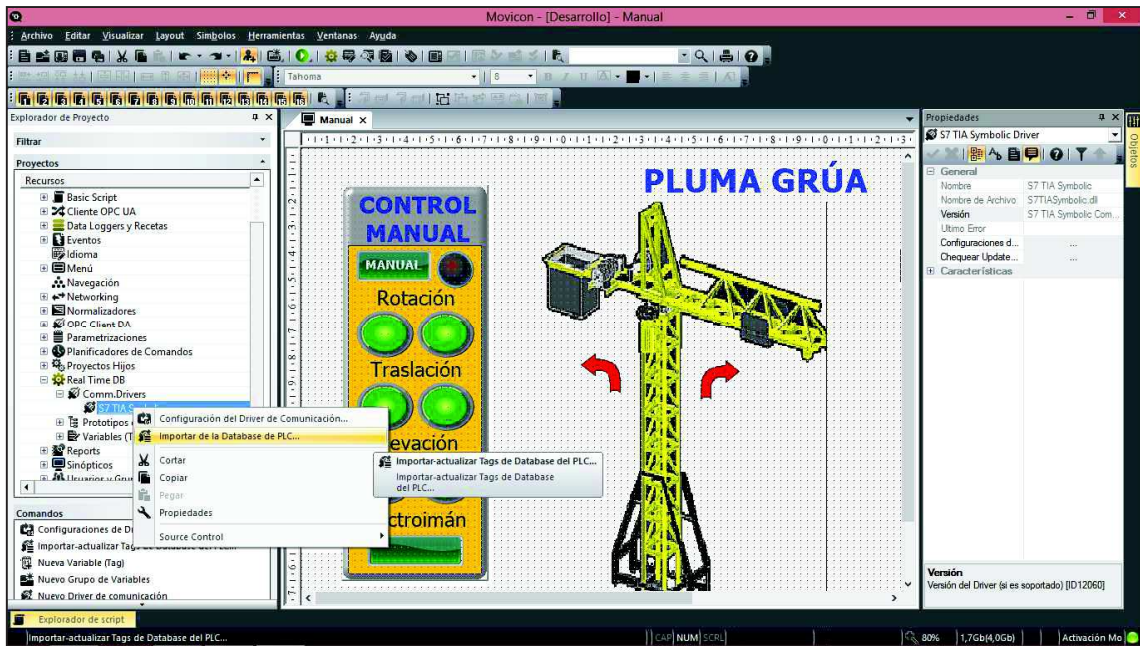 Movicon - [Desarrollo] - Manual
Archivo Editar Visualizar Layout Simbolos Herramientas Ventanas Ayuda
Tahoma 8
Explorador de Proyecto
Manual
Propiedades
Filtrar
S7 TIA Symbolic Driver
Objetos
Proyectos
Recursos
Basic Script
Cliente OPC UA
Data Loggers y Recetas
Eventos
Idioma
Menú
Navegación
Networking
Normalizadores
OPC Client DA
Parametrizaciones
Planificadores de Comandos
Proyectos Hijos
Real Time DB
Comm.Drivers
S7 TIA
Prototipos
Variables (T
Reports
Sinópticos
Configuración del Driver de Comunicación...
Importar de la Database de PLC...
Cortar
Copiar
Pegar
Propiedades
Source Control
Importar-actualizar Tags de Database del PLC...
Importar-actualizar Tags de Database
del PLC...
Comandos
Configuraciones de D
Importar-actualizar Tags de Database del PLC...
Nueva Variable (Tag)
Nuevo Grupo de Variables
Nuevo Driver de comunicación
Explorador de script
PLUMA GRÚA
CONTROL
MANUAL
MANUAL
Rotación
Traslación
evación
ctroimán
General
Nombre S7 TIA Symbolic
Nombre de Archivo S7TIASymbolic.dll
Versión S7 TIA Symbolic Com...
Ultimo Error
Configuraciones d... ...
Chequear Update... ...
Características
Versión
Versión del Driver (si es soportado) [ID12060]
Importar-actualizar Tags de Database del PLC...
CAP NUM SCRL
80% 1,7Gb(4,0Gb) Activación Mo